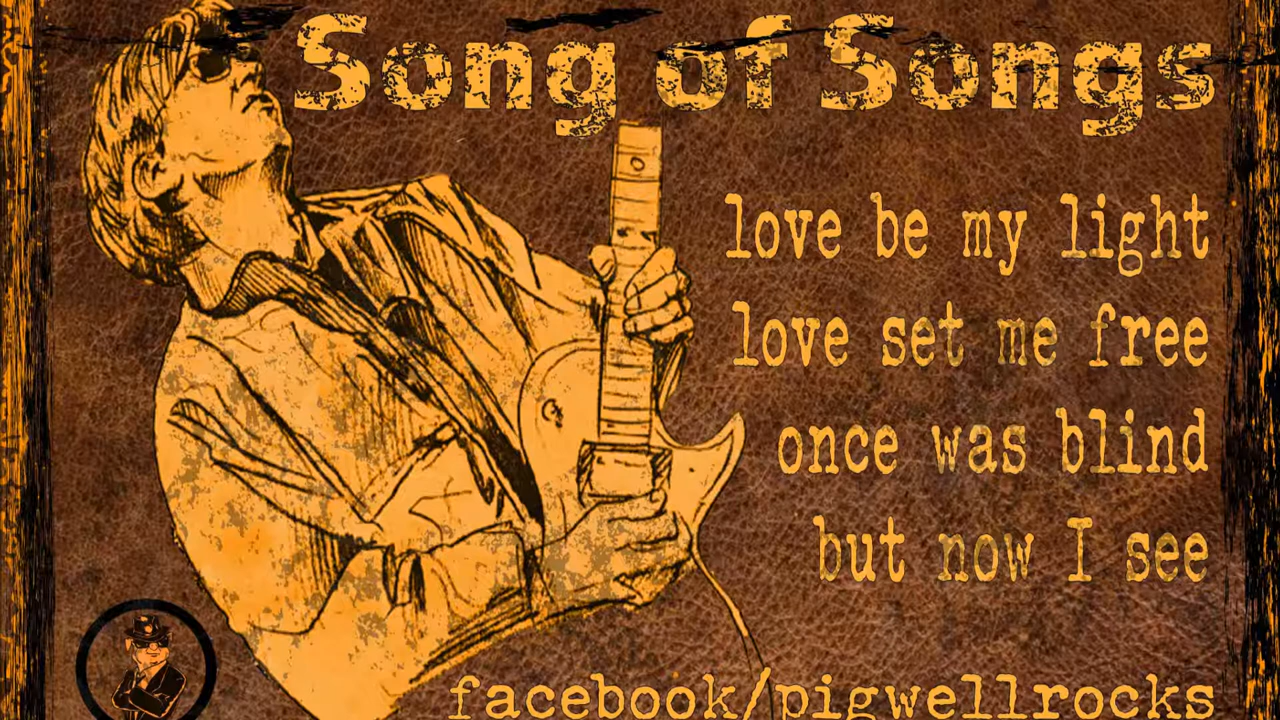 Song of Songs
love be my light
love set me free
once was blind
but now I see
facebook/pigwellrocks